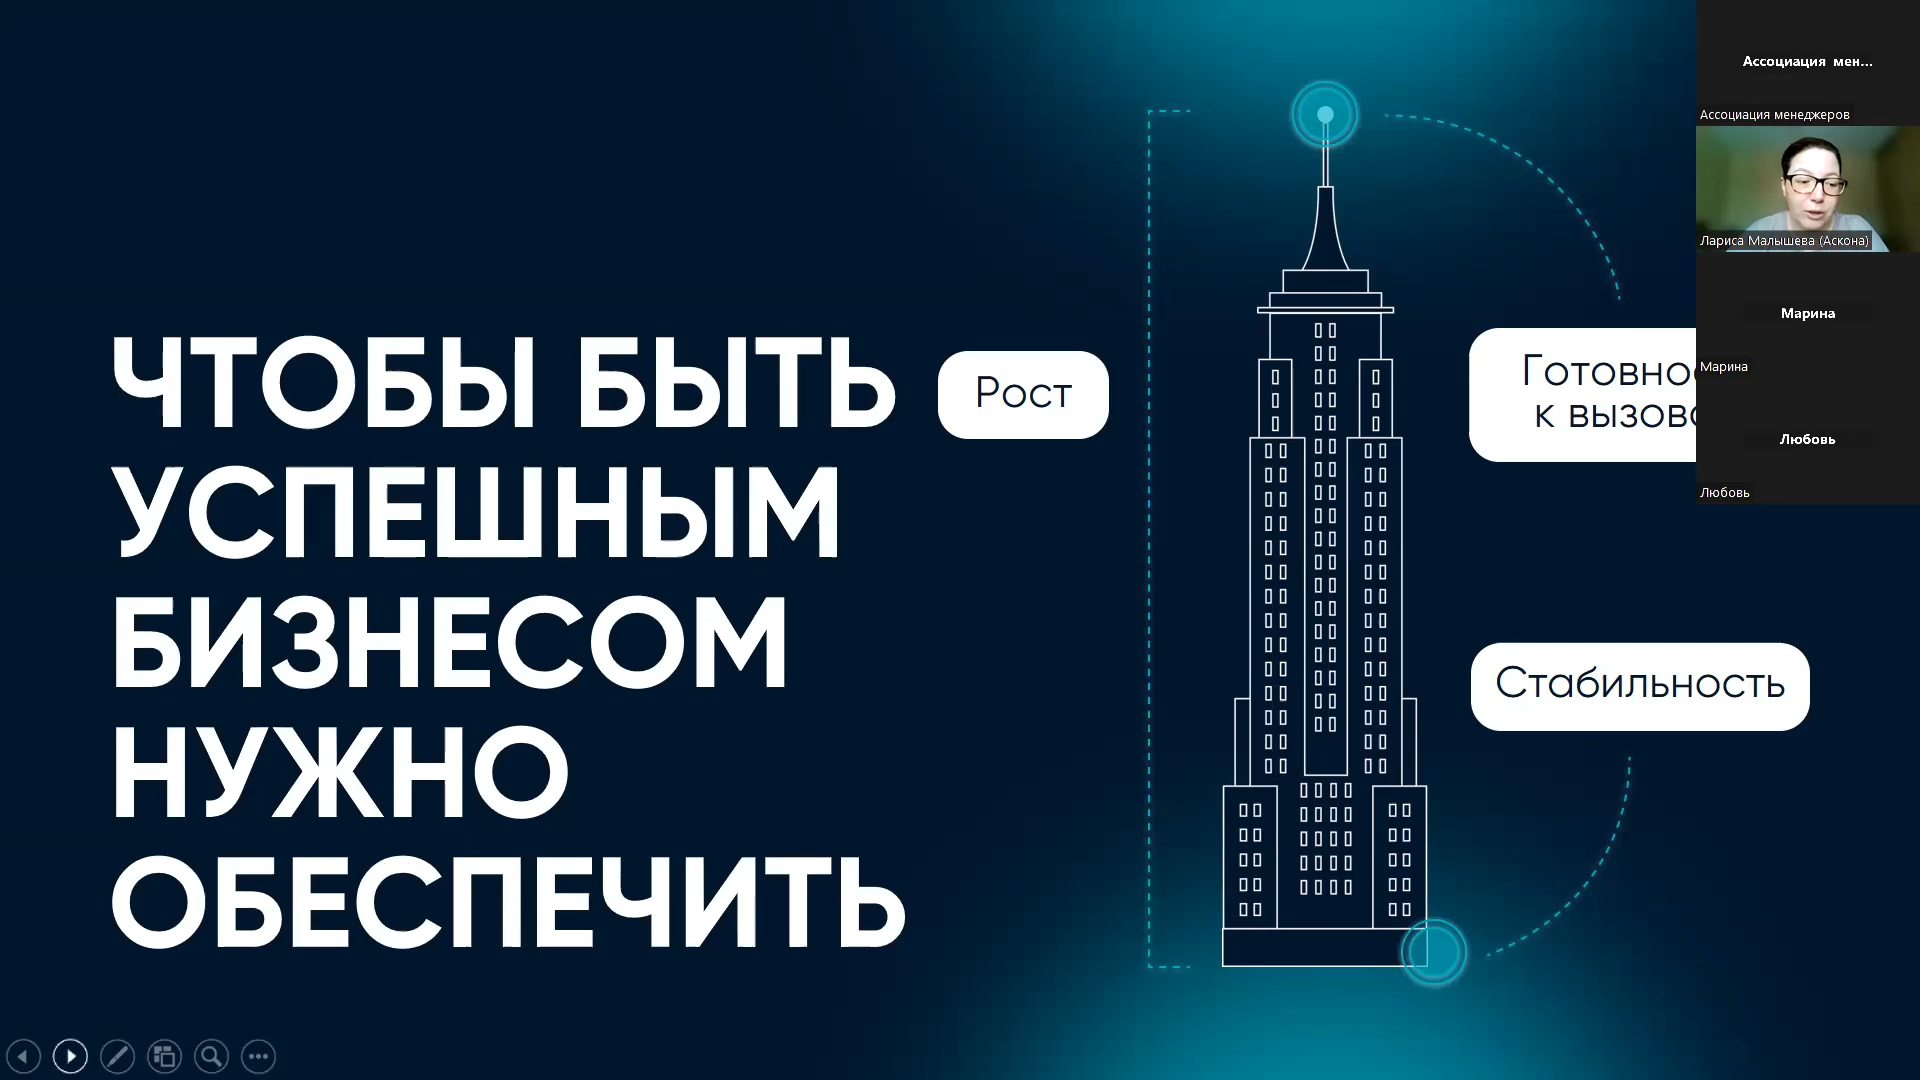 ЧТОБЫ БЫТЬ
УСПЕШНЫМ
БИЗНЕСОМ
НУЖНО
ОБЕСПЕЧИТЬ
Рост
к
Стабильность
Ассоциация мен...
Ассоциация менеджеров
Лариса Малышева (Аскона)
Марина
Марина
Любовь
Любовь